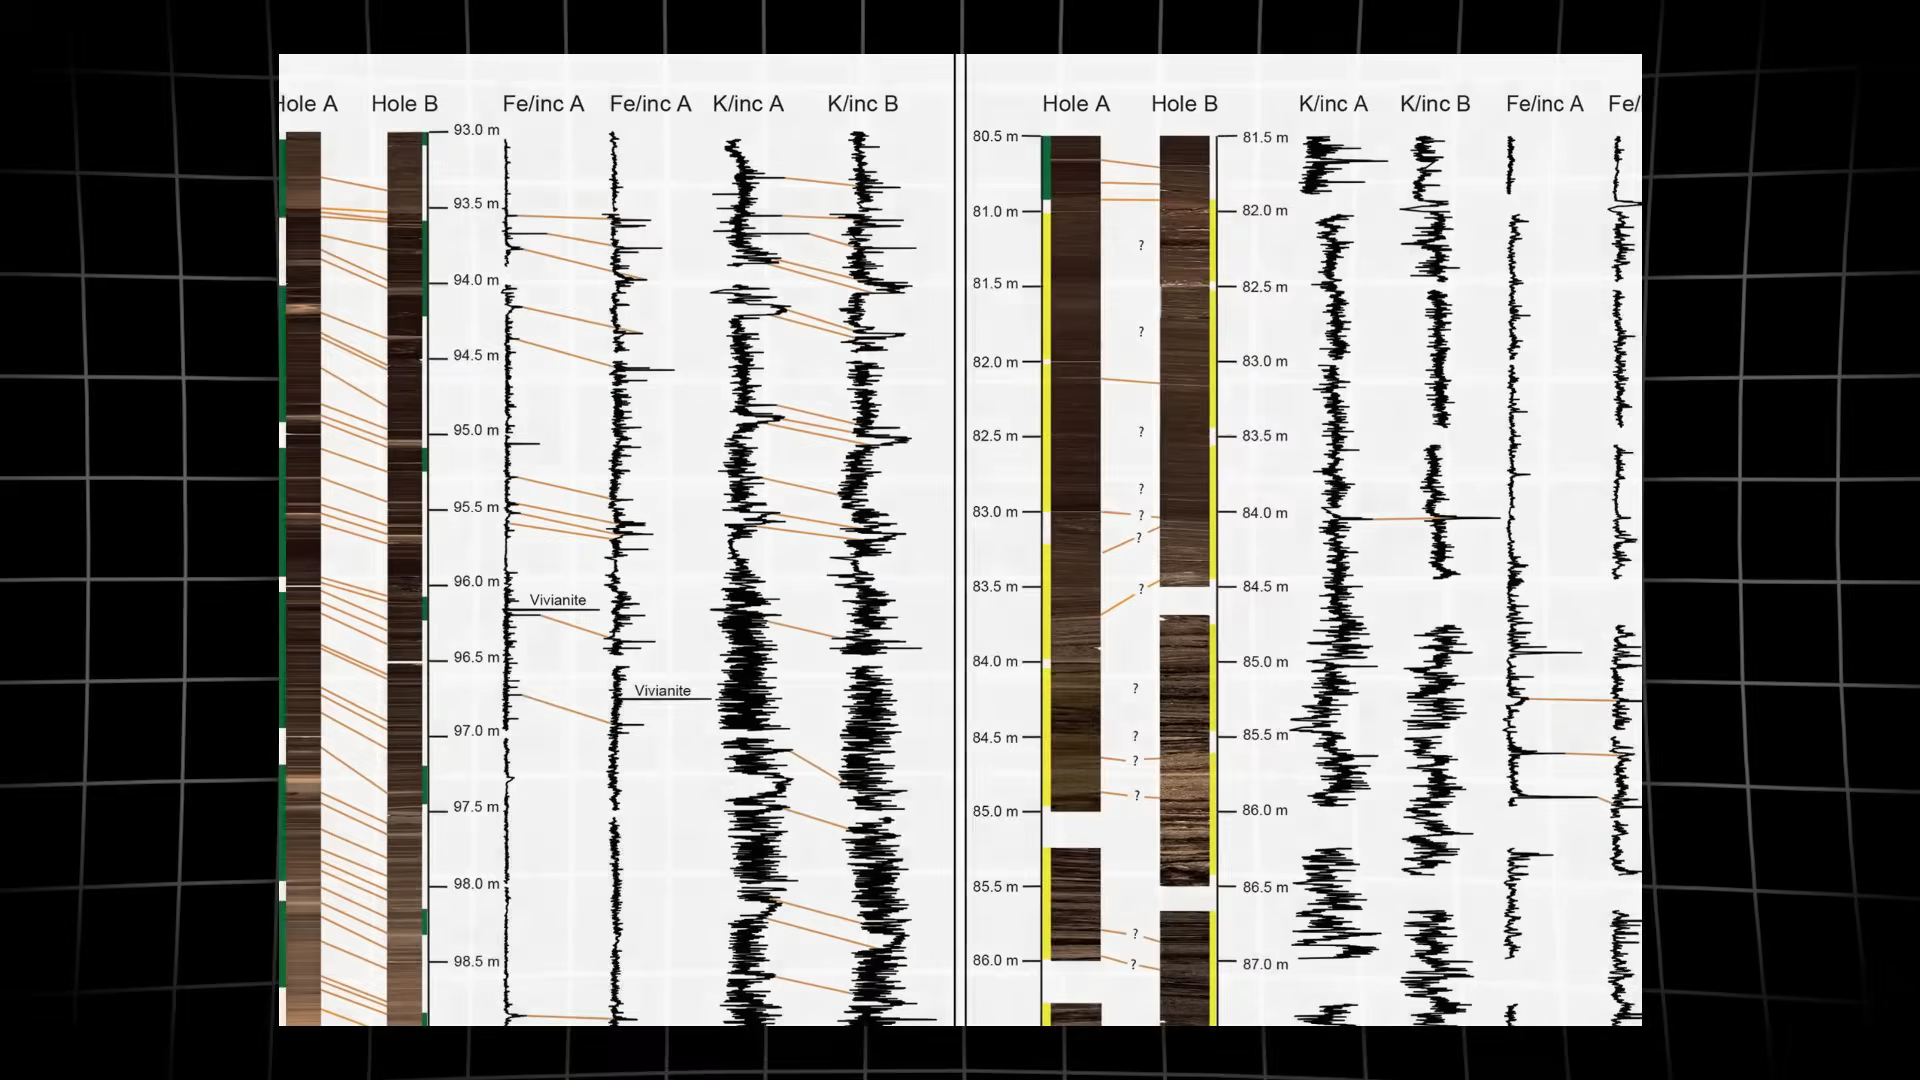 Hole A Hole B Fe/inc A Fe/inc A K/inc A K/inc B
93.0 m
93.5 m
94.0 m
94.5 m
95.0 m
95.5 m
96.0 m
Vivianite
96.5 m
Vivianite
97.0 m
97.5 m
98.0 m
98.5 m
Hole A Hole B K/inc A K/inc B Fe/inc A Fe/
80.5 m 81.5 m
81.0 m 82.0 m
?
81.5 m 82.5 m
?
82.0 m 83.0 m
82.5 m ? 83.5 m
?
83.0 m ? 84.0 m
?
83.5 m ? 84.5 m
84.0 m 85.0 m
?
84.5 m ? 85.5 m
?
?
85.0 m 86.0 m
85.5 m 86.5 m
?
86.0 m ? 87.0 m